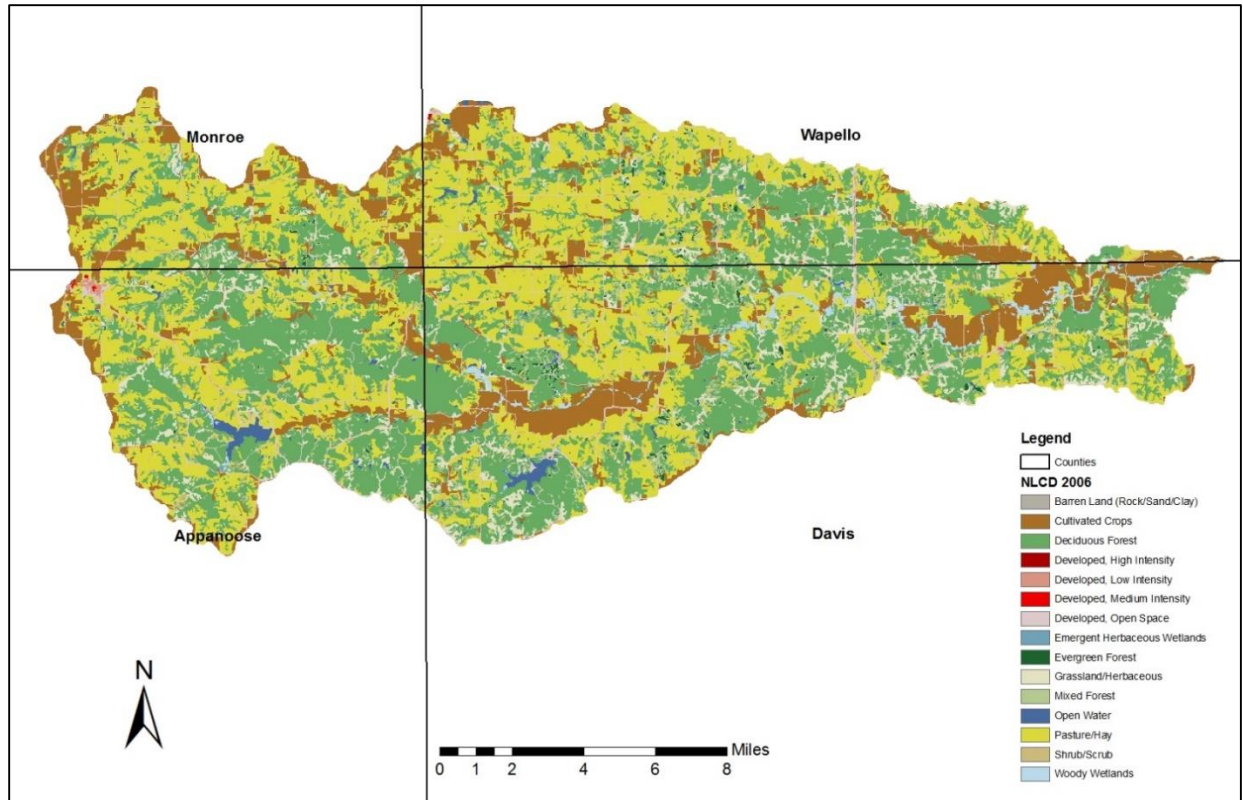 Monroe
Wapello
Appanoose
Davis
Legend
Counties
NLCD 2006
Barren Land (Rock/Sand/Clay)
Cultivated Crops
Deciduous Forest
Developed, High Intensity
Developed, Low Intensity
Developed, Medium Intensity
Developed, Open Space
Emergent Herbaceous Wetlands
Evergreen Forest
Grassland/Herbaceous
Mixed Forest
Open Water
Pasture/Hay
Shrub/Scrub
Woody Wetlands
N
Miles
0 1 2 4 6 8